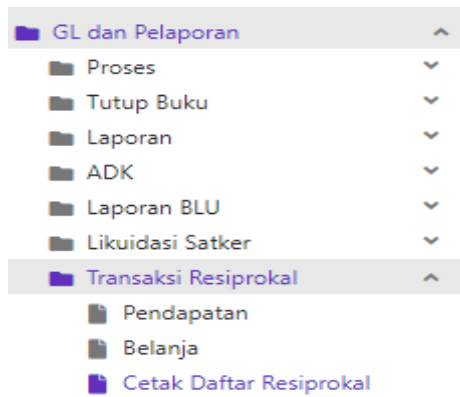 GL dan Pelaporan
Proses
Tutup Buku
Laporan
ADK
Laporan BLU
Likuidasi Satker
Transaksi Resiprokal
Pendapatan
Belanja
Cetak Daftar Resiprokal